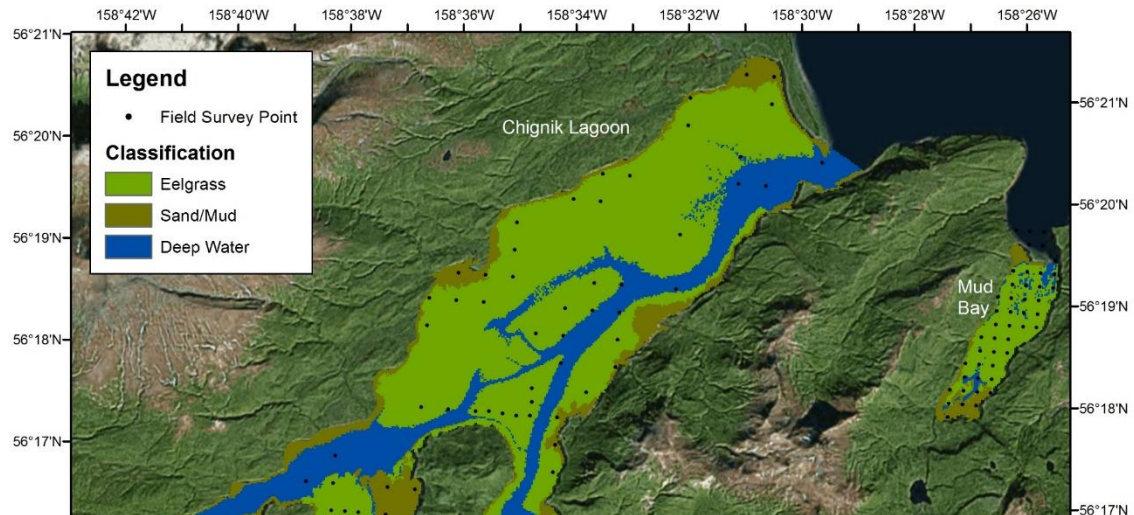 158°42'W 158°40'W 158°38'W 158°36'W 158°34'W 158°32'W 158°30'W 158°28'W 158°26'W
56°21'N
Legend
Field Survey Point
Classification
Eelgrass
Sand/Mud
Deep Water
56°20'N
56°19'N
56°18'N
56°17'N
Chignik Lagoon
Mud
Bay
56°21'N
56°20'N
56°19'N
56°18'N
56°17'N